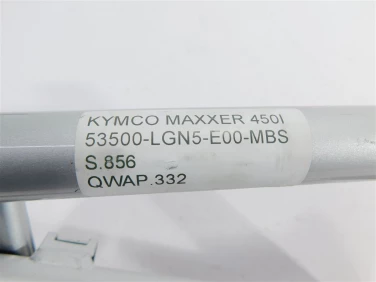 KYMCO MAXXER 450I
53500-LGN5-E00-MBS
S.856
QWAP.332